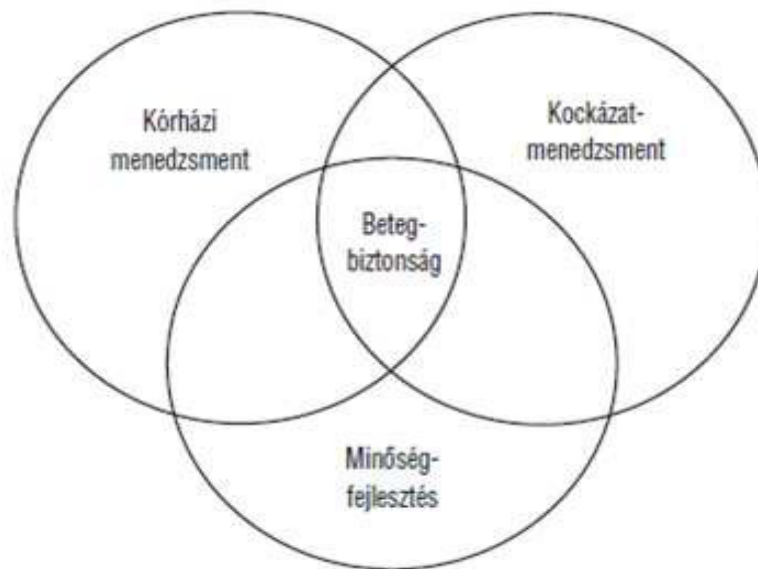 Kórházi
menedzsment
Kockázat-
menedzsment
Beteg-
biztonság
Minőség-
fejlesztés